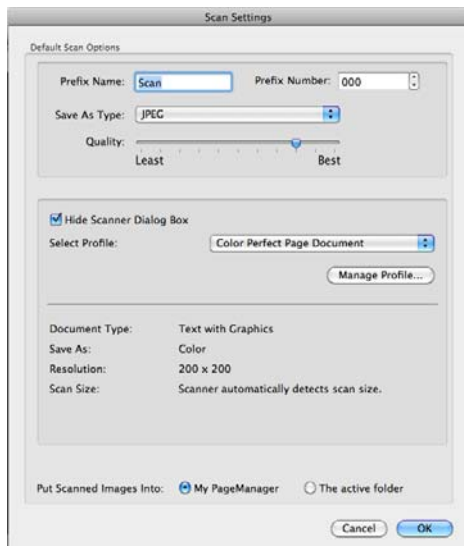 Scan Settings
Default Scan Options
Prefix Name: Scan Prefix Number: 000
Save As Type: JPEG
Quality:
Least Best
Hide Scanner Dialog Box
Select Profile: Color Perfect Page Document
Manage Profile...
Document Type: Text with Graphics
Save As: Color
Resolution: 200 x 200
Scan Size: Scanner automatically detects scan size.
Put Scanned Images Into: My PageManager The active folder
Cancel OK